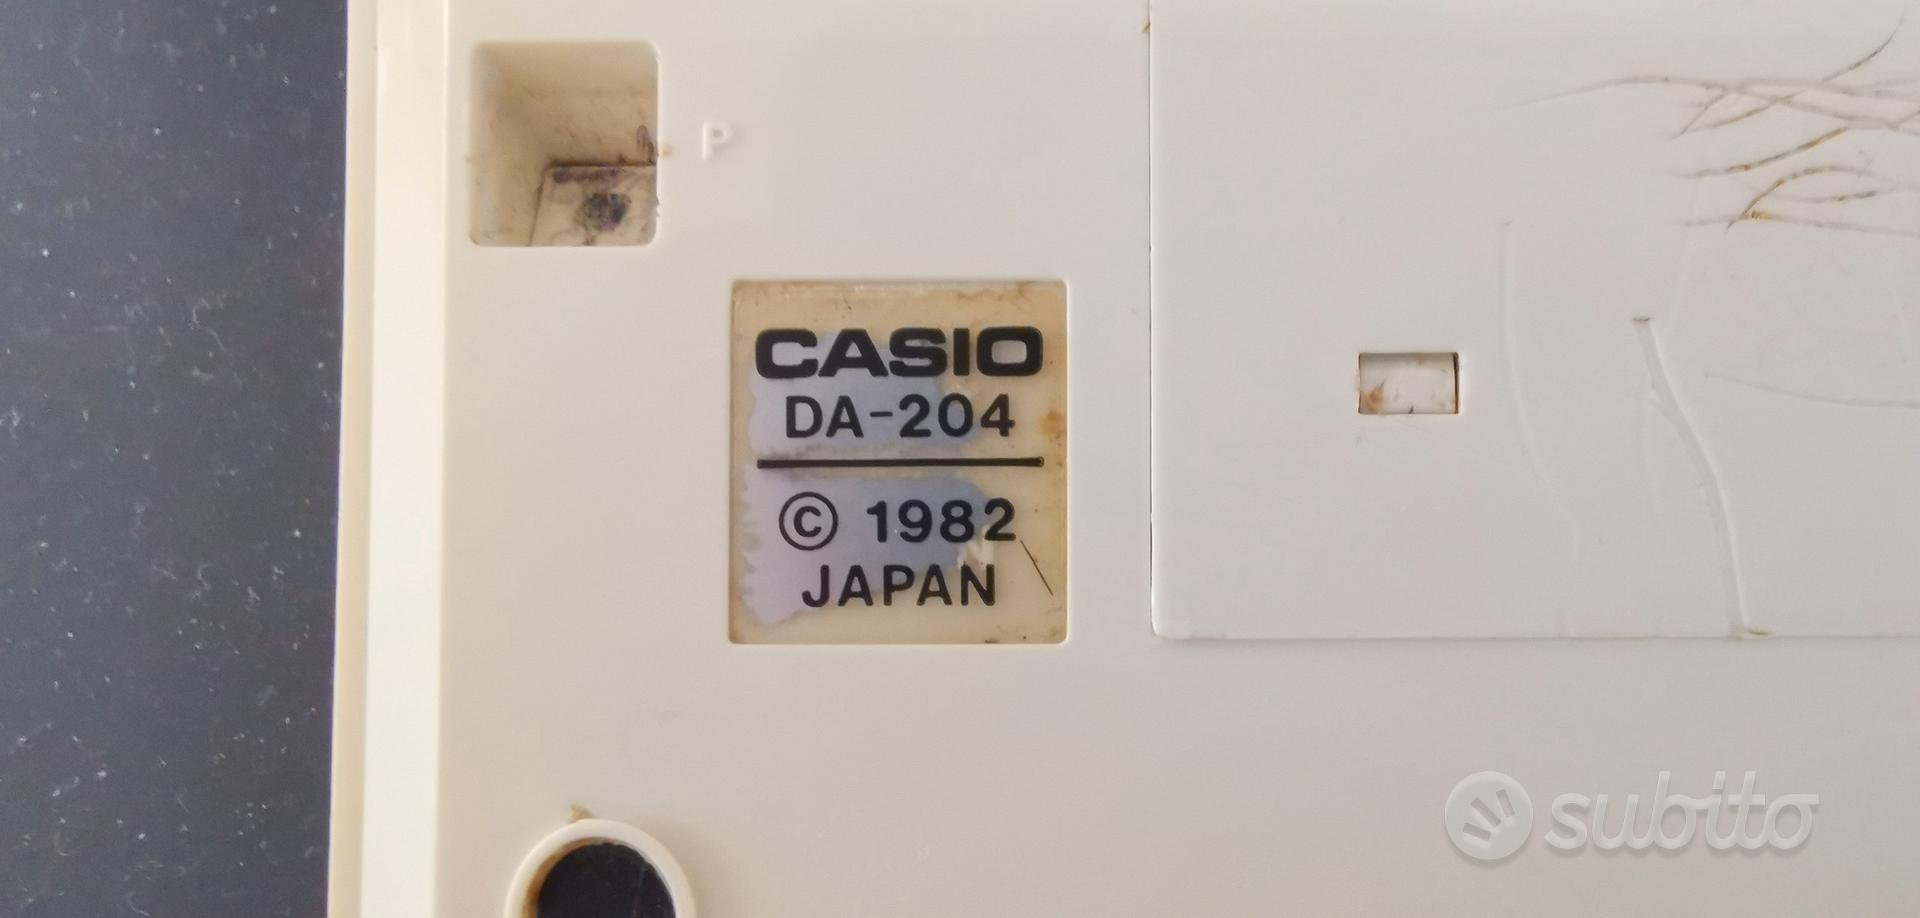 P
CASIO
DA-204
© 1982
JAPAN
subito